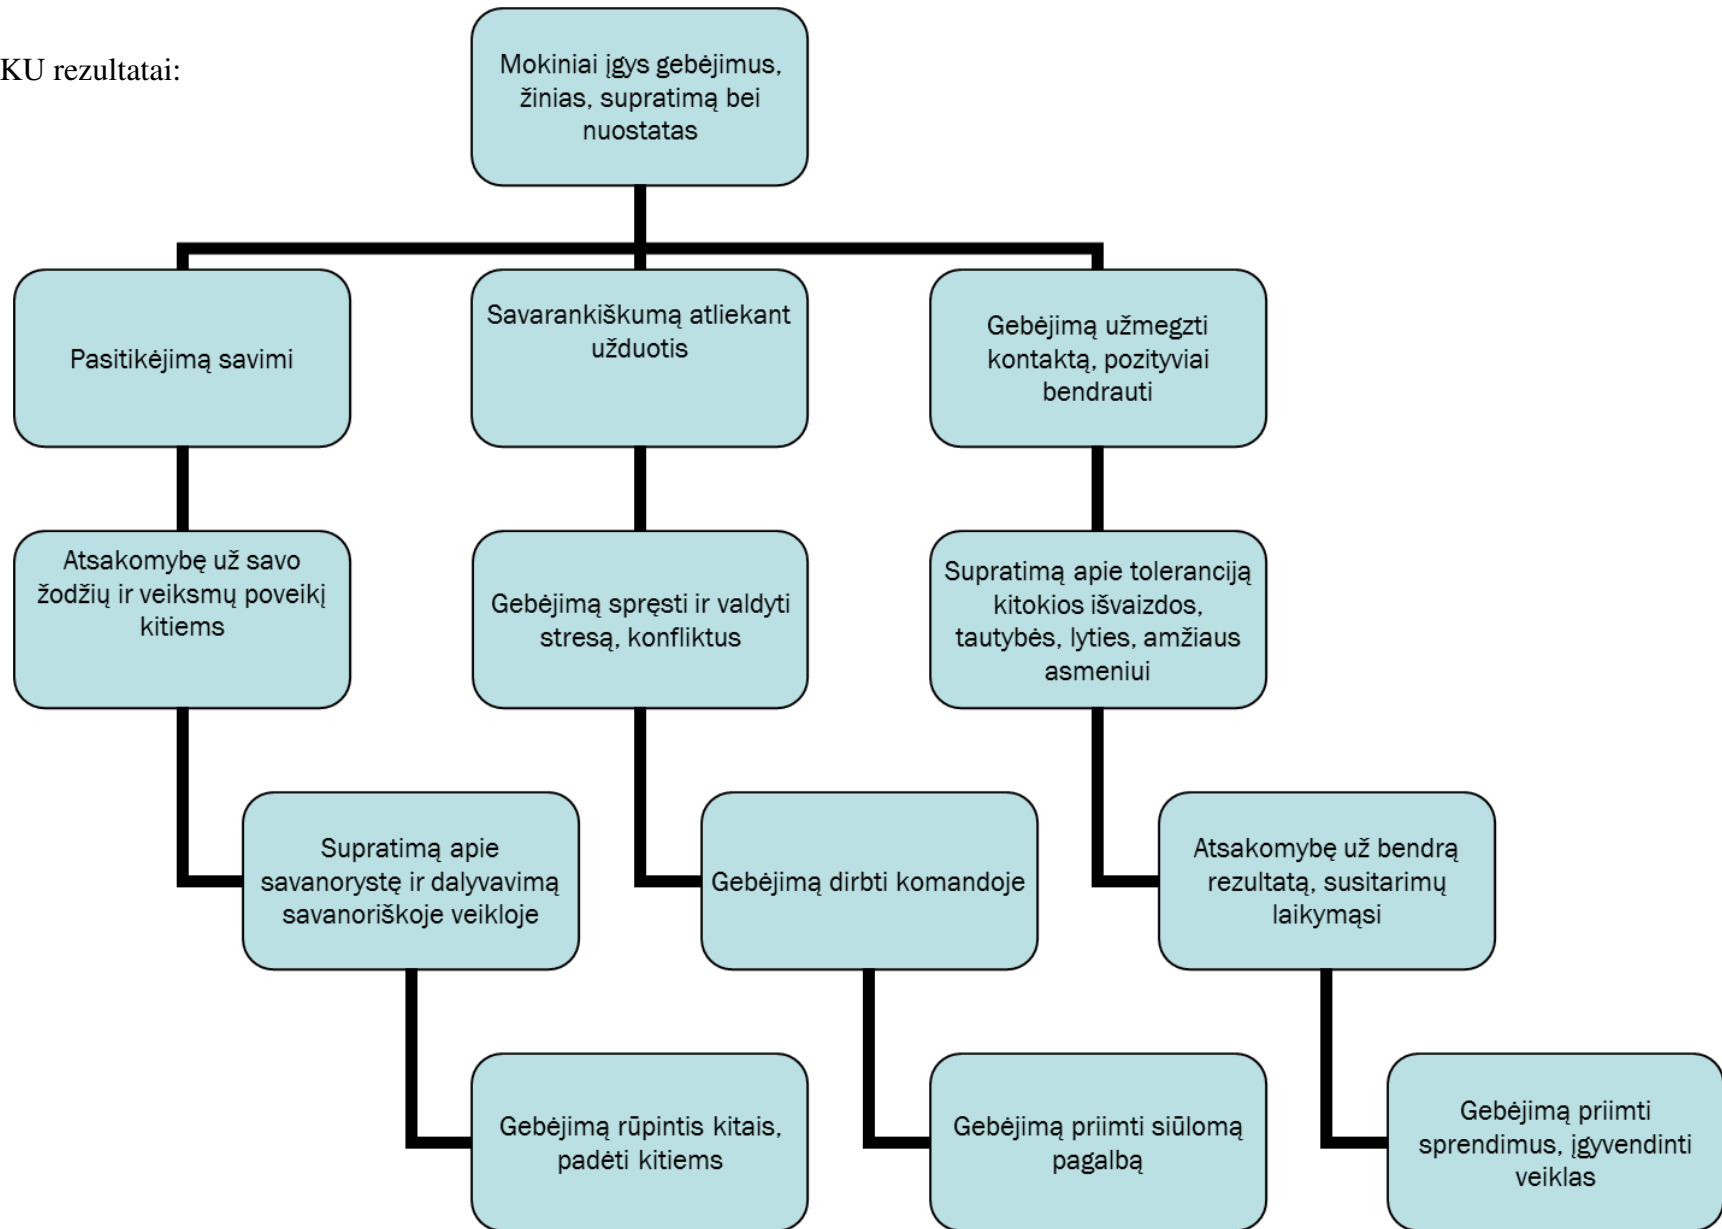 KU rezultatai:
Mokiniai įgys gebėjimus,
žinias, supratimą bei
nuostatas
Pasitikėjimą savimi
Savarankiškumą atliekant
užduotis
Gebėjimą užmegzti
kontaktą, pozityviai
bendrauti
Atsakomybę už savo
žodžių ir veiksmų poveikį
kitiems
Gebėjimą spręsti ir valdyti
stresą, konfliktus
Supratimą apie toleranciją
kitokios išvaizdos,
tautybės, lyties, amžiaus
asmeniui
Supratimą apie
savanorystę ir dalyvavimą
savanoriškoje veikloje
Gebėjimą dirbti komandoje
Atsakomybę už bendrą
rezultatą, susitarimų
laikymąsi
Gebėjimą rūpintis kitais,
padėti kitiems
Gebėjimą priimti siūlomą
pagalbą
Gebėjimą priimti
sprendimus, įgyvendinti
veiklas